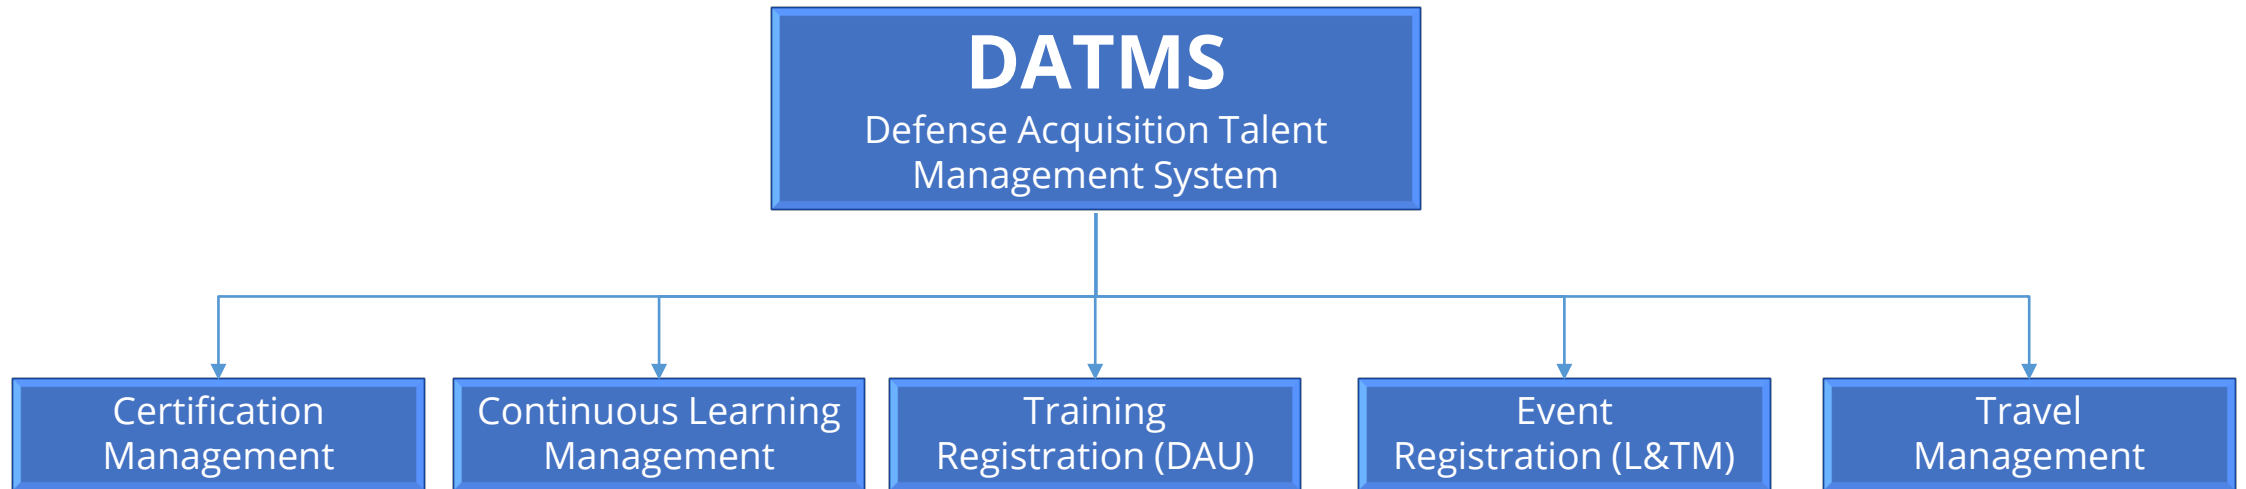 DATMS
Defense Acquisition Talent
Management System
Certification
Management
Continuous Learning
Management
Training
Registration (DAU)
Event
Registration (L&TM)
Travel
Management